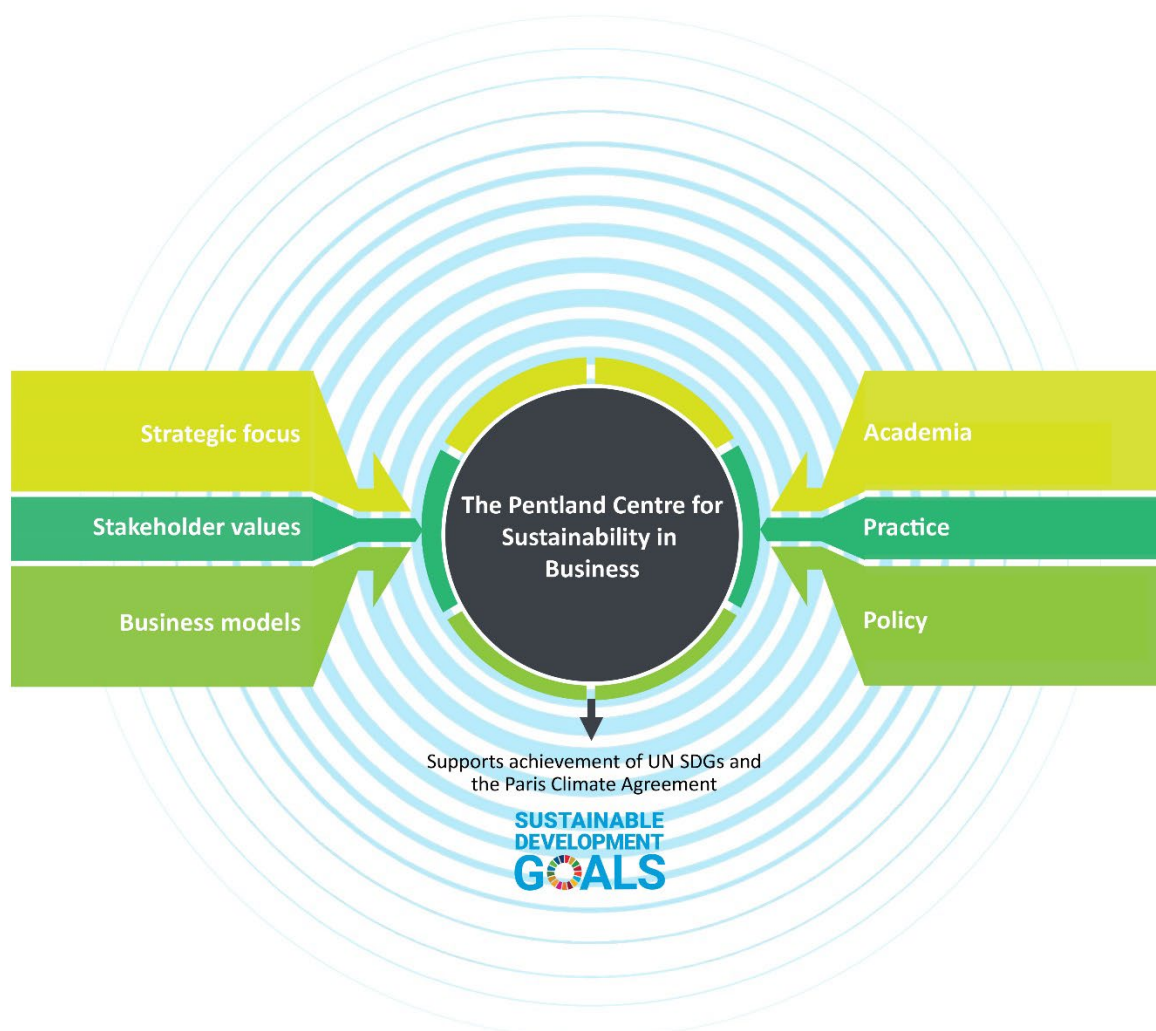 Strategic focus
Stakeholder values
Business models
The Pentland Centre for
Sustainability in
Business
Academia
Practice
Policy
Supports achievement of UN SDGs and
the Paris Climate Agreement
SUSTAINABLE
DEVELOPMENT
GOALS